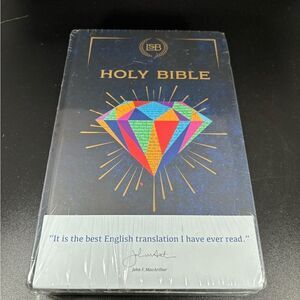 LSB
HOLY BIBLE
"It is the best English translation I have ever read."
John F. MacArthur